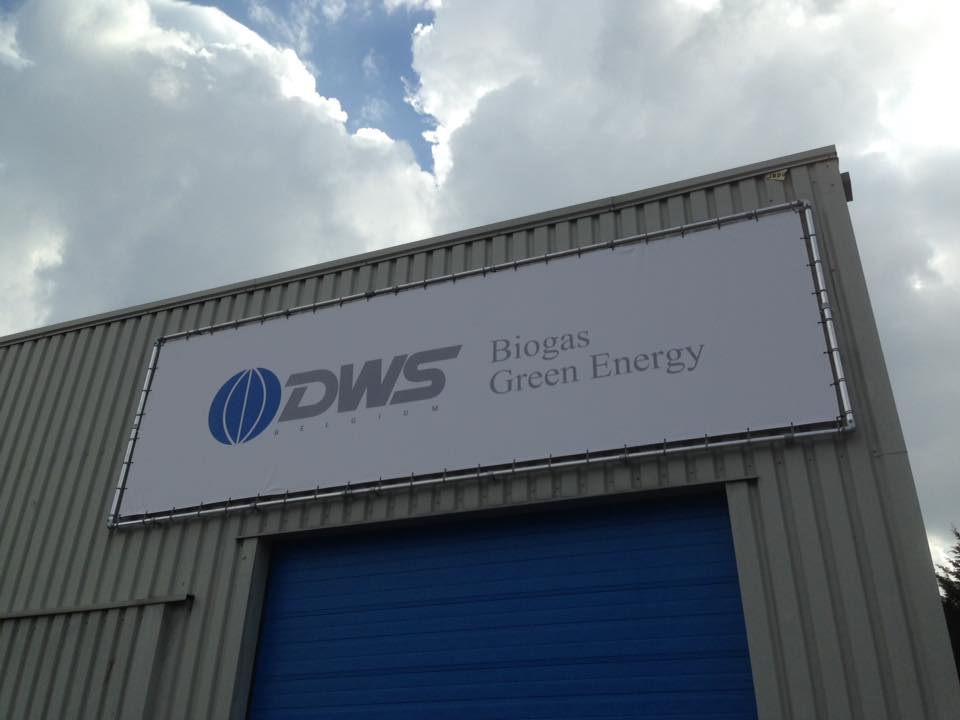 DWS
BELGIUM
Biogas
Green Energy